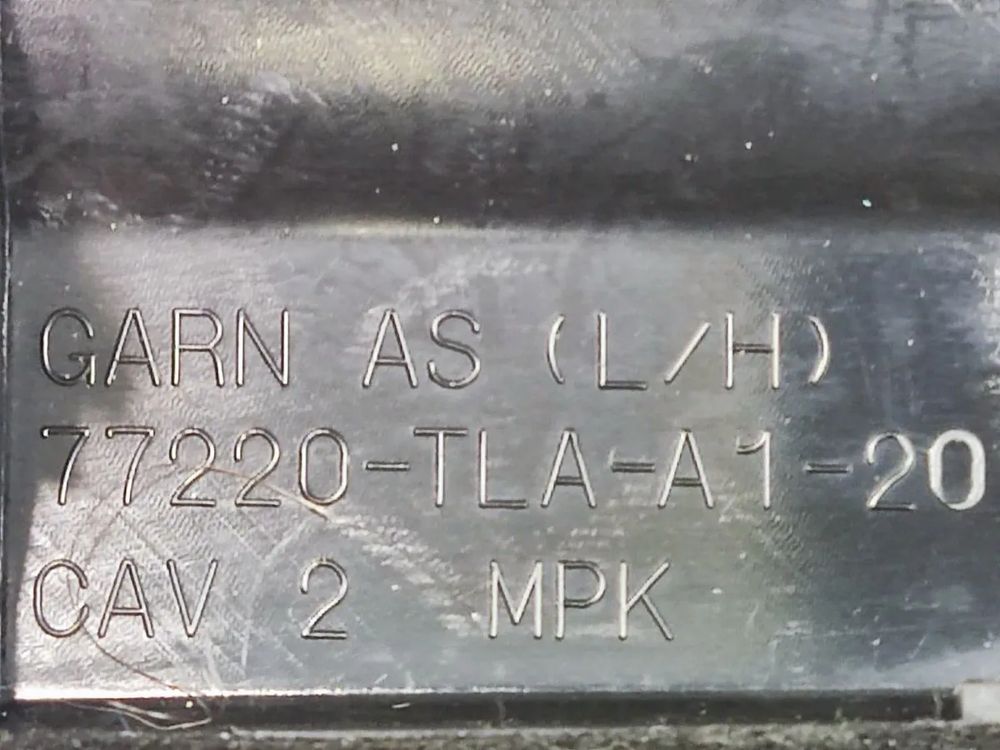 GARN AS (L/H)
77220-TLA-A1-20
CAV 2 MPK